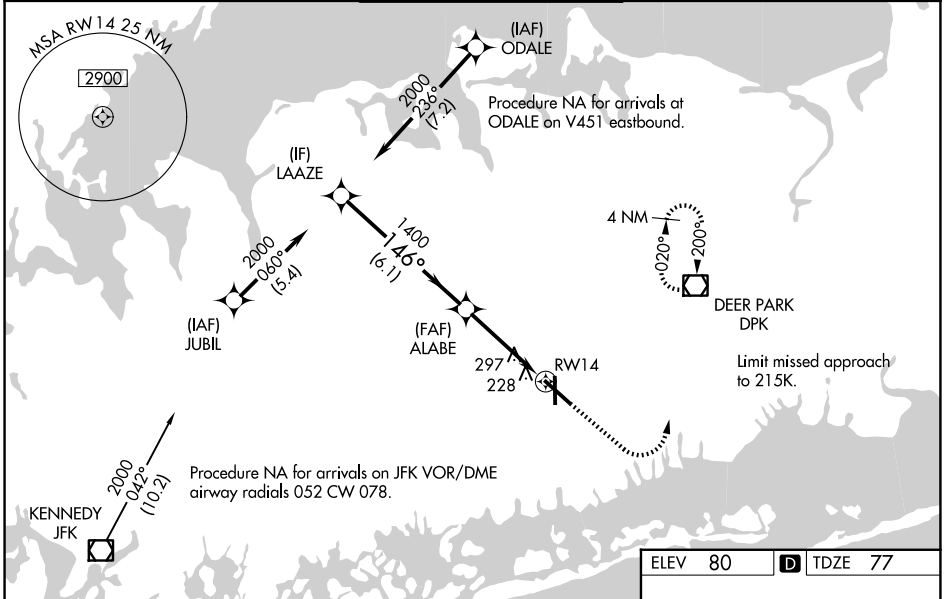 MSA RW14 25 NM
2900
(IAF)
ODALE
2000
236°
(7.2)
Procedure NA for arrivals at
ODALE on V451 eastbound.
(IF)
LAAZE
1400
146°
(6.1)
4 NM
020°
200°
2000
060°
(5.4)
DEER PARK
DPK
(IAF)
JUBIL
(FAF)
ALABE
297
228
RW14
Limit missed approach
to 215K.
2000
042°
(10.2)
Procedure NA for arrivals on JFK VOR/DME
airway radials 052 CW 078.
KENNEDY
JFK
ELEV 80 D TDZE 77